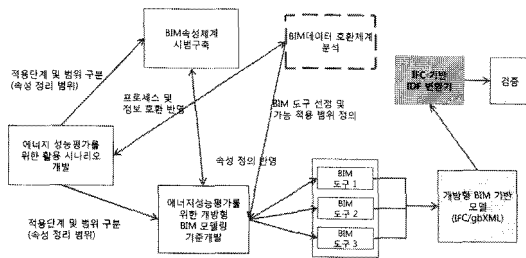 BIM속성체계
시범구축
BIM데이터 호환체계
분석
IFC 기반
IDF 변환기
검증
적용단계 및 범위 구분
(속성 정리 범위)
프로세스 및
정보 호환 반영
BIM 도구 선정 및
가능 적용 범위 정의
에너지 성능평가를
위한 활용 시나리오
개발
속성 정의 반영
적용단계 및 범위 구분
(속성 정리 범위)
에너지성능평가를
위한 개방형
BIM 모델링
기준개발
BIM
도구 1
BIM
도구 2
BIM
도구 3
개방형 BIM 기반
모델
(IFC/gbXML)